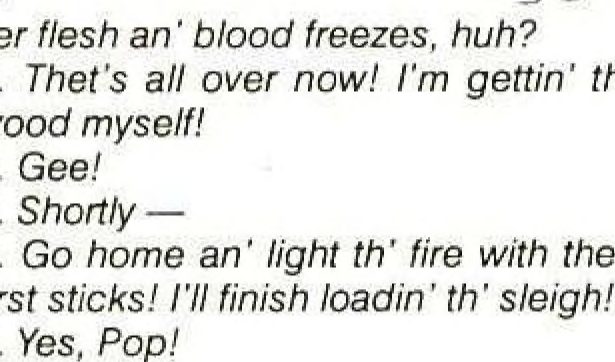 er flesh an' blood freezes, huh?
. Thet's all over now! I'm gettin' th
ood myself!
. Gee!
. Shortly —
. Go home an' light th' fire with the
rst sticks! I'll finish loadin' th' sleigh!
. Yes, Pop!